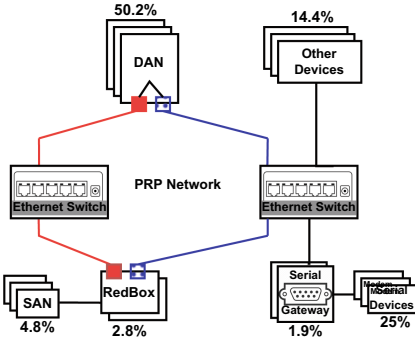 50.2%
14.4%
DAN
Other
Devices
PRP Network
Ethernet Switch
Ethernet Switch
SAN
4.8%
RedBox
2.8%
Serial
Gateway
1.9%
Modem
Serial
Devices
25%